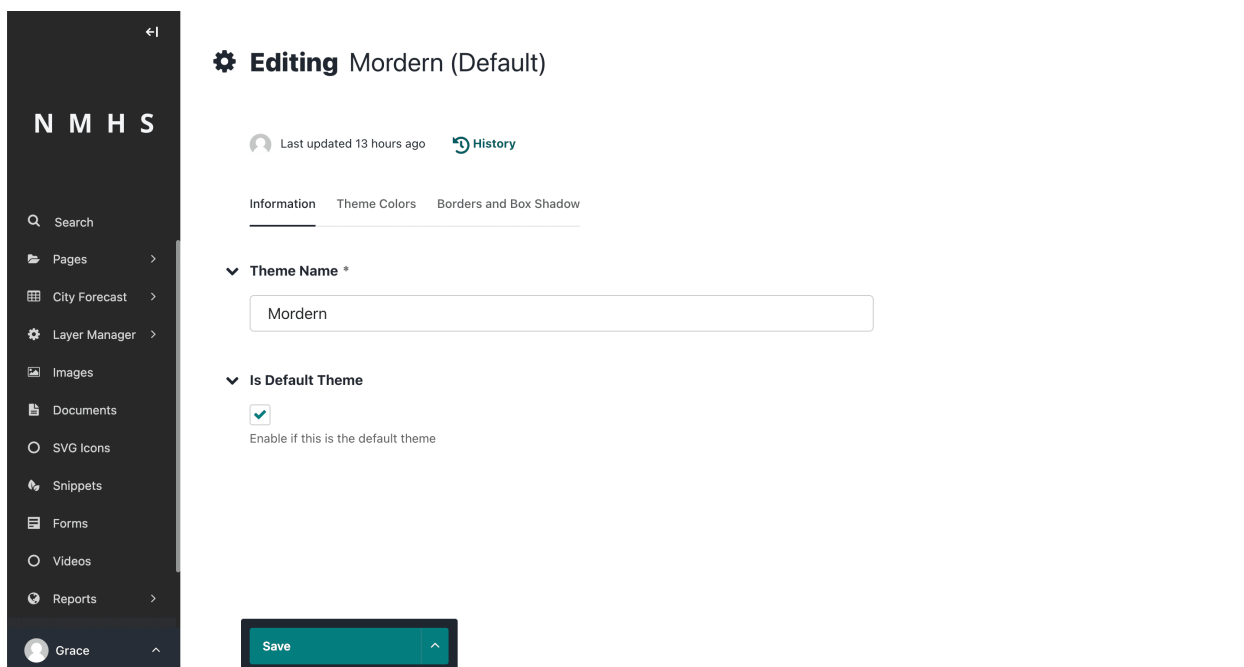 N M H S
Search
Pages
City Forecast
Layer Manager
Images
Documents
SVG Icons
Snippets
Forms
Videos
Reports
Grace
Editing Mordern (Default)
Last updated 13 hours ago History
Information Theme Colors Borders and Box Shadow
Theme Name *
Mordern
Is Default Theme
Enable if this is the default theme
Save